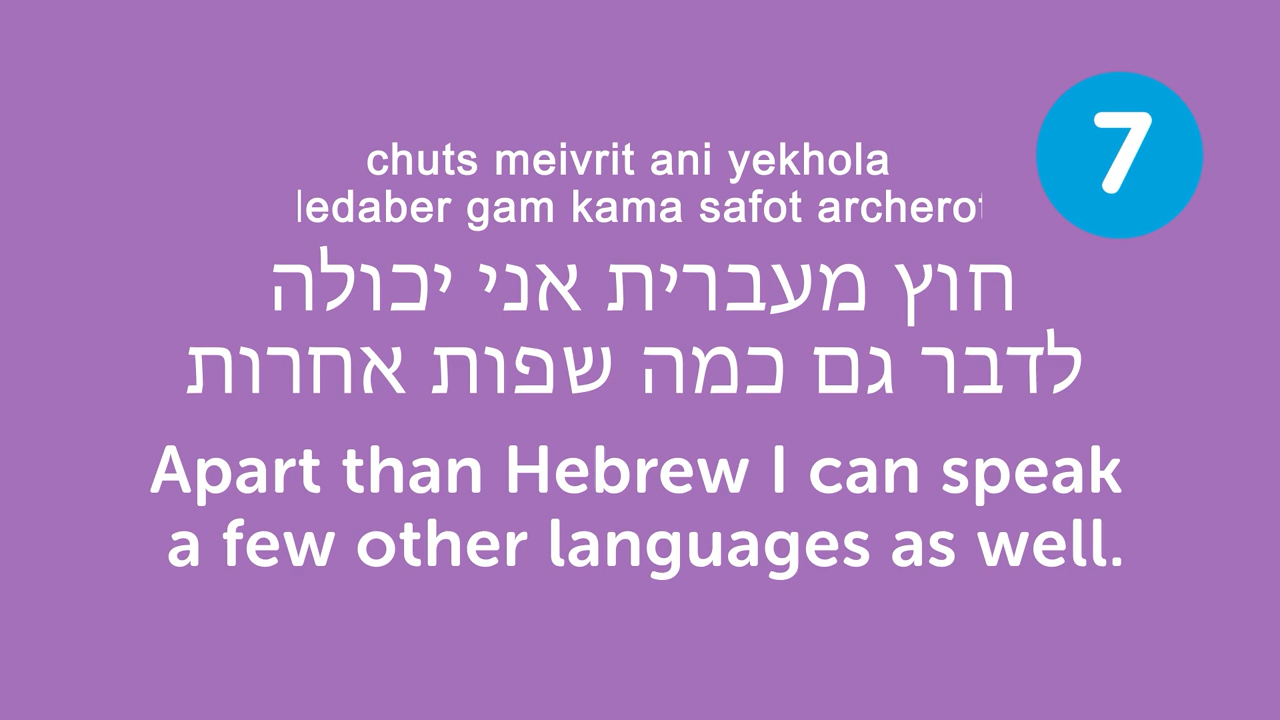 7
chuts meivrit ani yekhola
ledaber gam kama safot archerot
חוץ מעברית אני יכולה
לדבר גם כמה שפות אחרות
Apart than Hebrew I can speak
a few other languages as well.